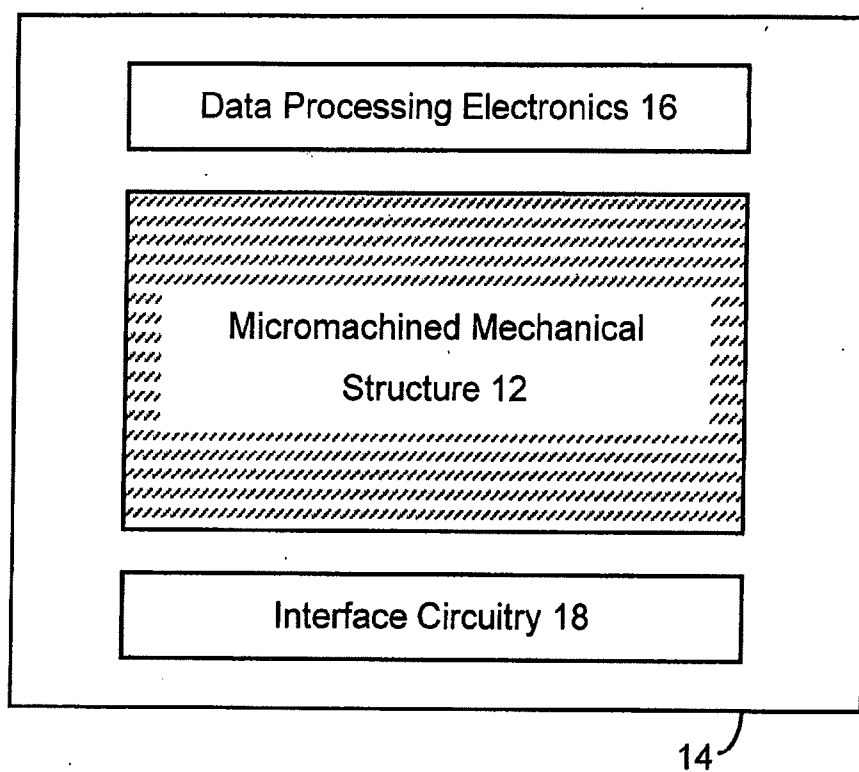 Data Processing Electronics 16
Micromachined Mechanical
Structure 12
Interface Circuitry 18
14